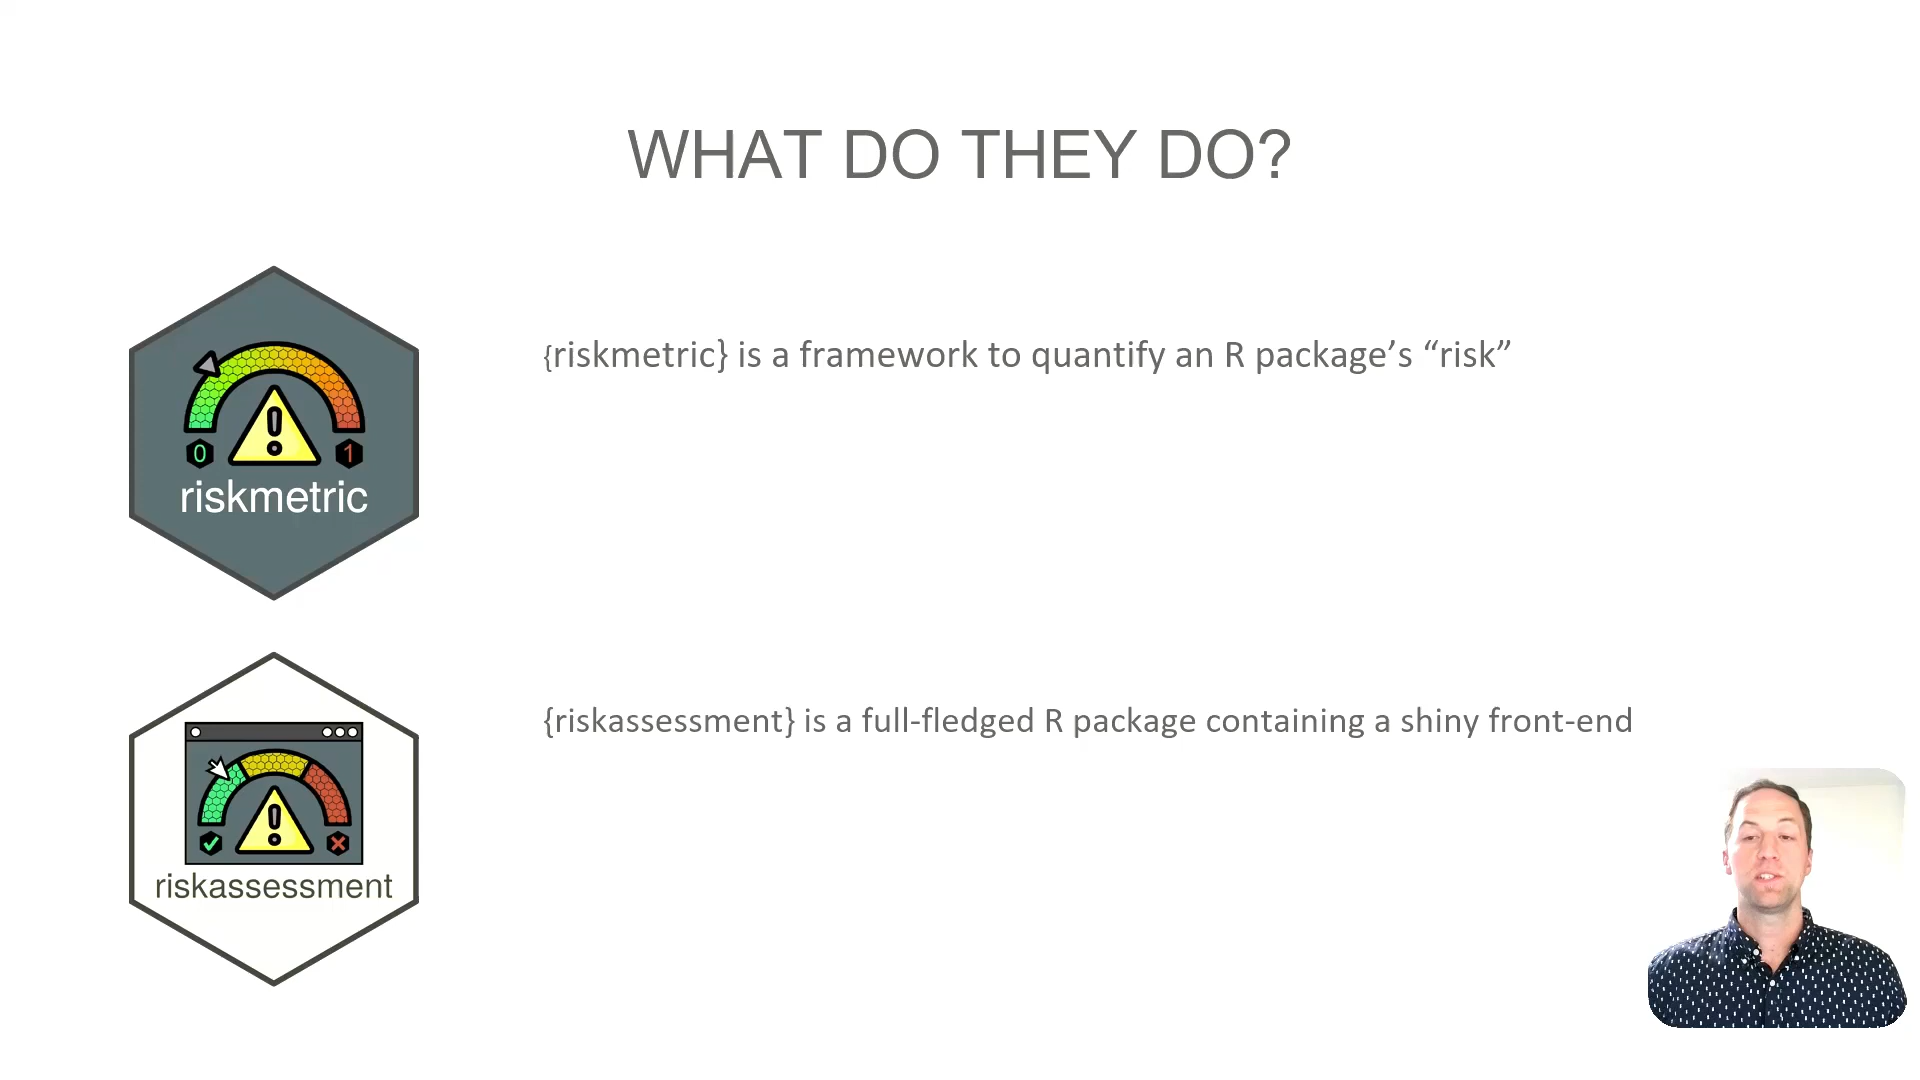 WHAT DO THEY DO?
{riskmetric} is a framework to quantify an R package’s “risk”
0
1
riskmetric
{riskassessment} is a full-fledged R package containing a shiny front-end
riskassessment